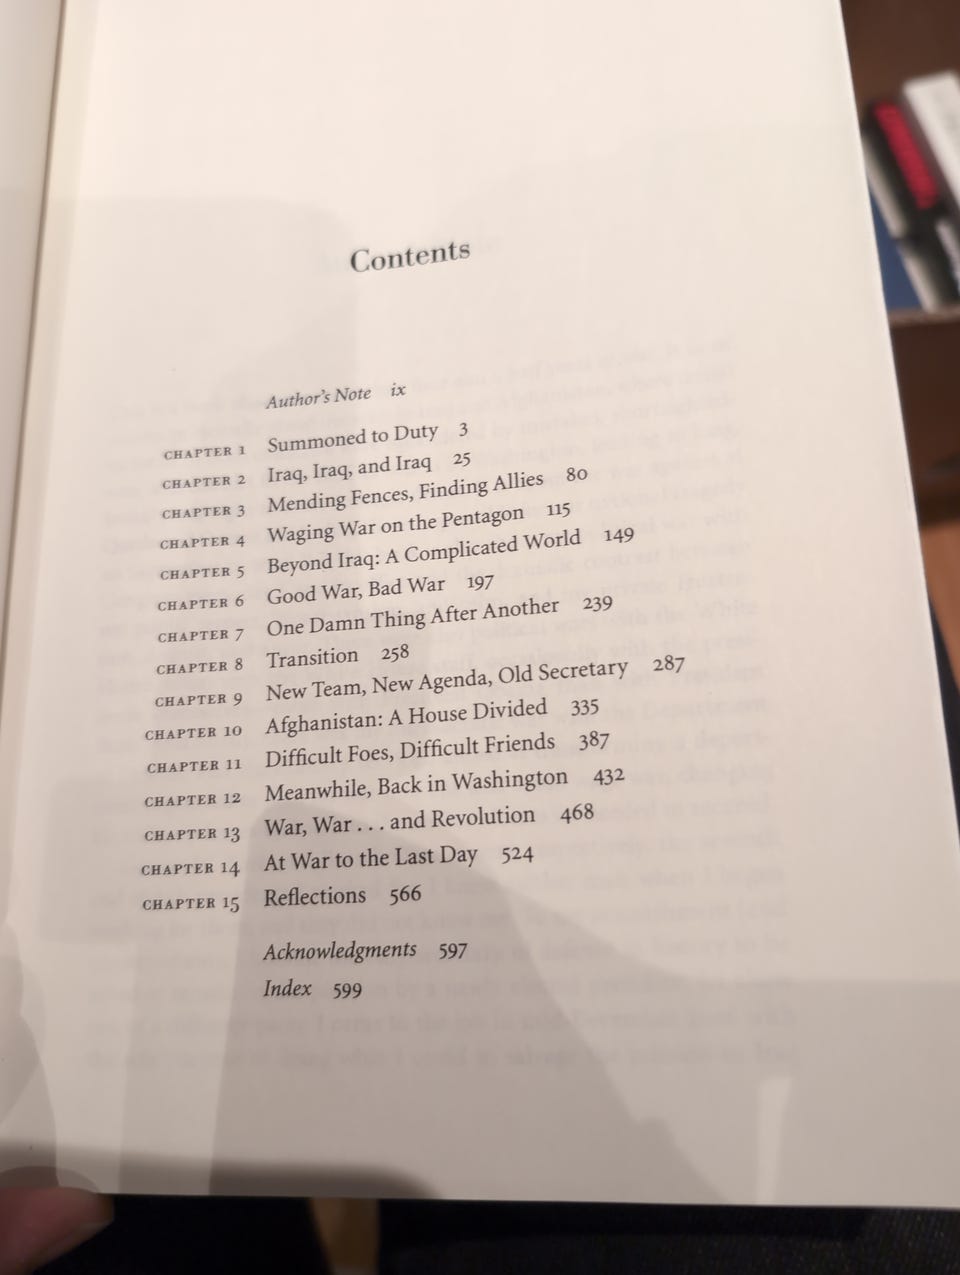 Contents
Author's Note ix
CHAPTER 1 Summoned to Duty 3
CHAPTER 2 Iraq, Iraq, and Iraq 25
CHAPTER 3 Mending Fences, Finding Allies 80
CHAPTER 4 Waging War on the Pentagon 115
CHAPTER 5 Beyond Iraq: A Complicated World 149
CHAPTER 6 Good War, Bad War 197
CHAPTER 7 One Damn Thing After Another 239
CHAPTER 8 Transition 258
CHAPTER 9 New Team, New Agenda, Old Secretary 287
CHAPTER 10 Afghanistan: A House Divided 335
CHAPTER 11 Difficult Foes, Difficult Friends 387
CHAPTER 12 Meanwhile, Back in Washington 432
CHAPTER 13 War, War . . . and Revolution 468
CHAPTER 14 At War to the Last Day 524
CHAPTER 15 Reflections 566
Acknowledgments 597
Index 599